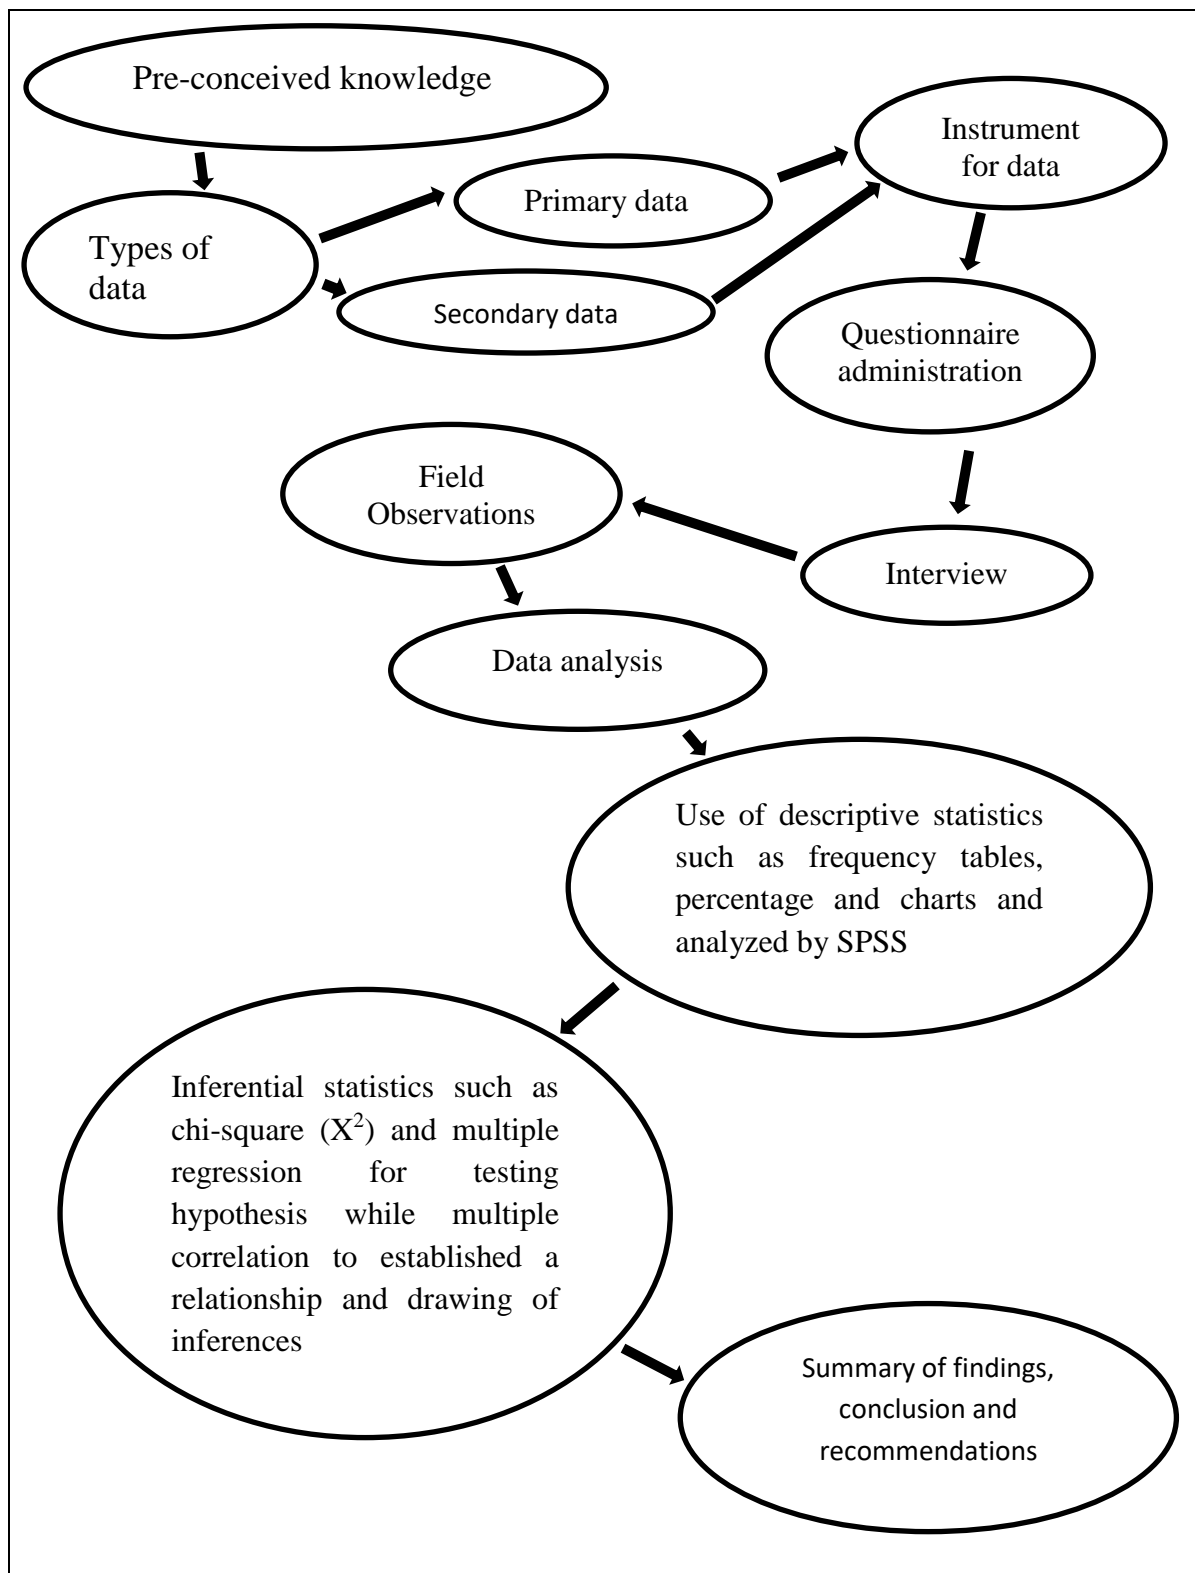 Pre-conceived knowledge
Instrument
for data
Primary data
Types of
data
Secondary data
Questionnaire
administration
Field
Observations
Interview
Data analysis
Use of descriptive statistics
such as frequency tables,
percentage and charts and
analyzed by SPSS
Inferential statistics such as
chi-square (X²) and multiple
regression for testing
hypothesis while multiple
correlation to established a
relationship and drawing of
inferences
Summary of findings,
conclusion and
recommendations